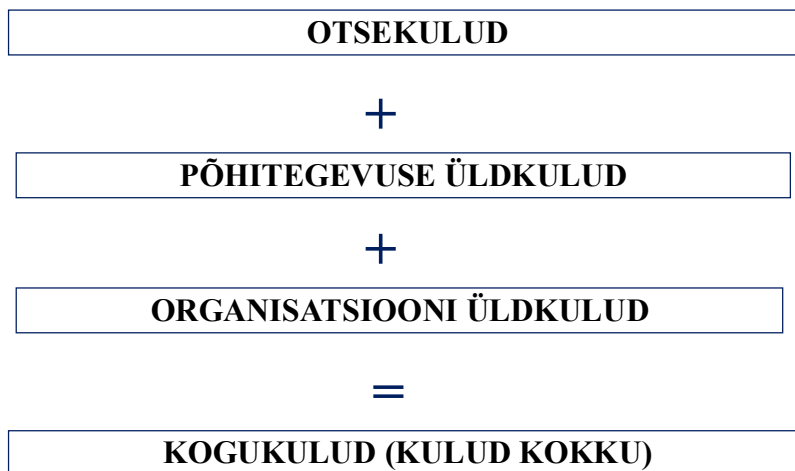 OTSEKULUD
+
PÕHITEGEVUSE ÜLDKULUD
+
ORGANISATSIOONI ÜLDKULUD
=
KOGUKULUD (KULUD KOKKU)